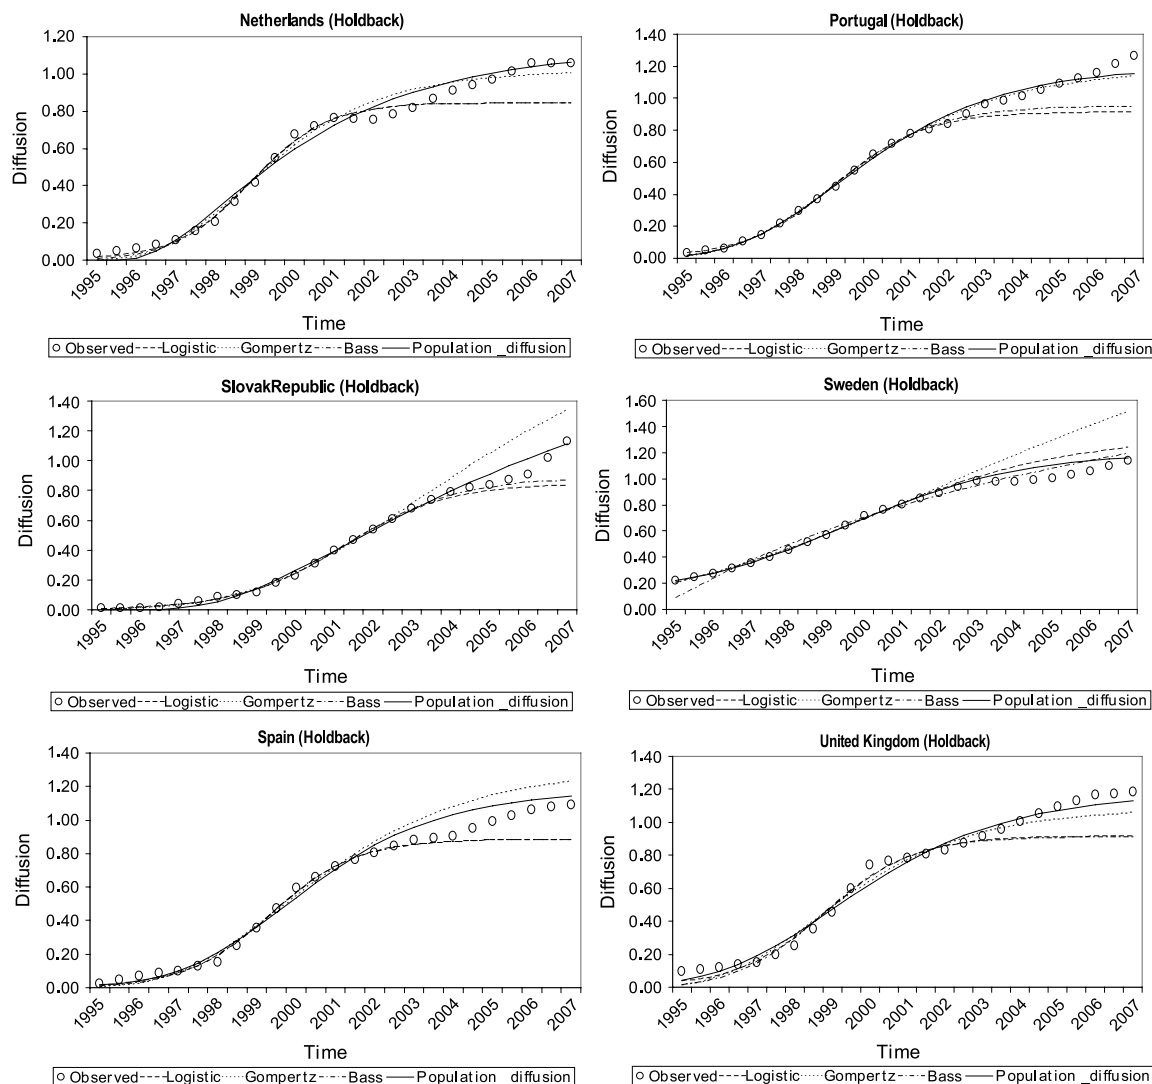 Netherlands (Holdback)
1.20
1.00
0.80
0.60
0.40
0.20
0.00
Diffusion
1995 1996 1997 1998 1999 2000 2001 2002 2003 2004 2005 2006 2007
Time
Observed Logistic Gompertz Bass Population _diffusion
Portugal (Holdback)
1.40
1.20
1.00
0.80
0.60
0.40
0.20
0.00
Diffusion
1995 1996 1997 1998 1999 2000 2001 2002 2003 2004 2005 2006 2007
Time
Observed Logistic Gompertz Bass Population _diffusion
SlovakRepublic (Holdback)
1.40
1.20
1.00
0.80
0.60
0.40
0.20
0.00
Diffusion
1995 1996 1997 1998 1999 2000 2001 2002 2003 2004 2005 2006 2007
Time
Observed Logistic Gompertz Bass Population _diffusion
Sweden (Holdback)
1.60
1.40
1.20
1.00
0.80
0.60
0.40
0.20
0.00
Diffusion
1995 1996 1997 1998 1999 2000 2001 2002 2003 2004 2005 2006 2007
Time
Observed Logistic Gompertz Bass Population _diffusion
Spain (Holdback)
1.40
1.20
1.00
0.80
0.60
0.40
0.20
0.00
Diffusion
1995 1996 1997 1998 1999 2000 2001 2002 2003 2004 2005 2006 2007
Time
Observed Logistic Gompertz Bass Population _diffusion
United Kingdom (Holdback)
1.40
1.20
1.00
0.80
0.60
0.40
0.20
0.00
Diffusion
1995 1996 1997 1998 1999 2000 2001 2002 2003 2004 2005 2006 2007
Time
Observed Logistic Gompertz Bass Population _diffusion